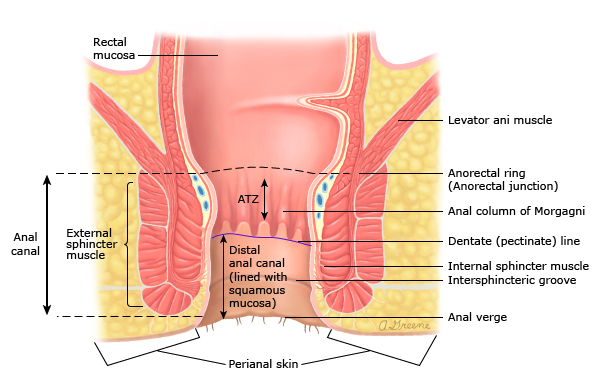 Rectal
mucosa
Levator ani muscle
Anorectal ring
(Anorectal junction)
ATZ
Anal column of Morgagni
Anal
canal
External
sphincter
muscle
Distal
anal canal
(lined with
squamous
mucosa)
Dentate (pectinate) line
Internal sphincter muscle
Intersphincteric groove
Anal verge
A.Greene
Perianal skin